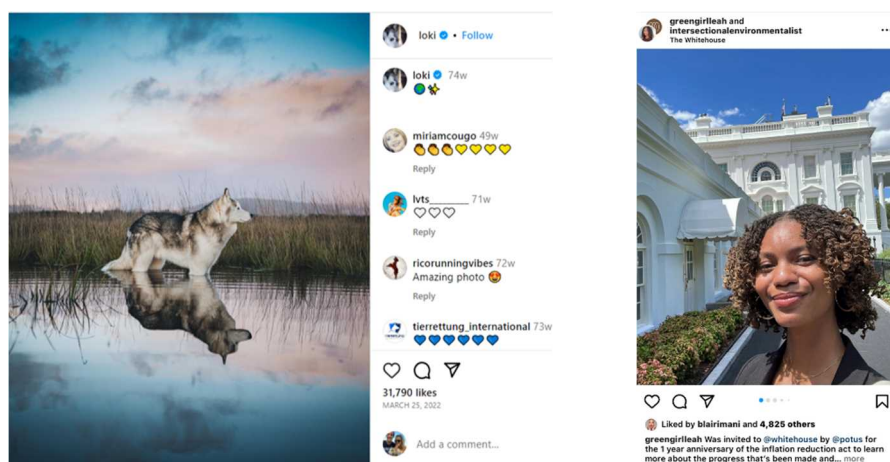 loki • Follow
loki 74w
miriamcougo 49w
Reply
lvts_______ 71w
Reply
ricorunningvibes 72w
Amazing photo
Reply
tierrettung_international 73w
31,790 likes
MARCH 25, 2022
Add a comment...
greengirlleah and
intersectionalenvironmentalist
The Whitehouse
Liked by blairimani and 4,825 others
greengirlleah Was invited to @whitehouse by @potus for
the 1 year anniversary of the inflation reduction act to learn
more about the progress that's been made and... more